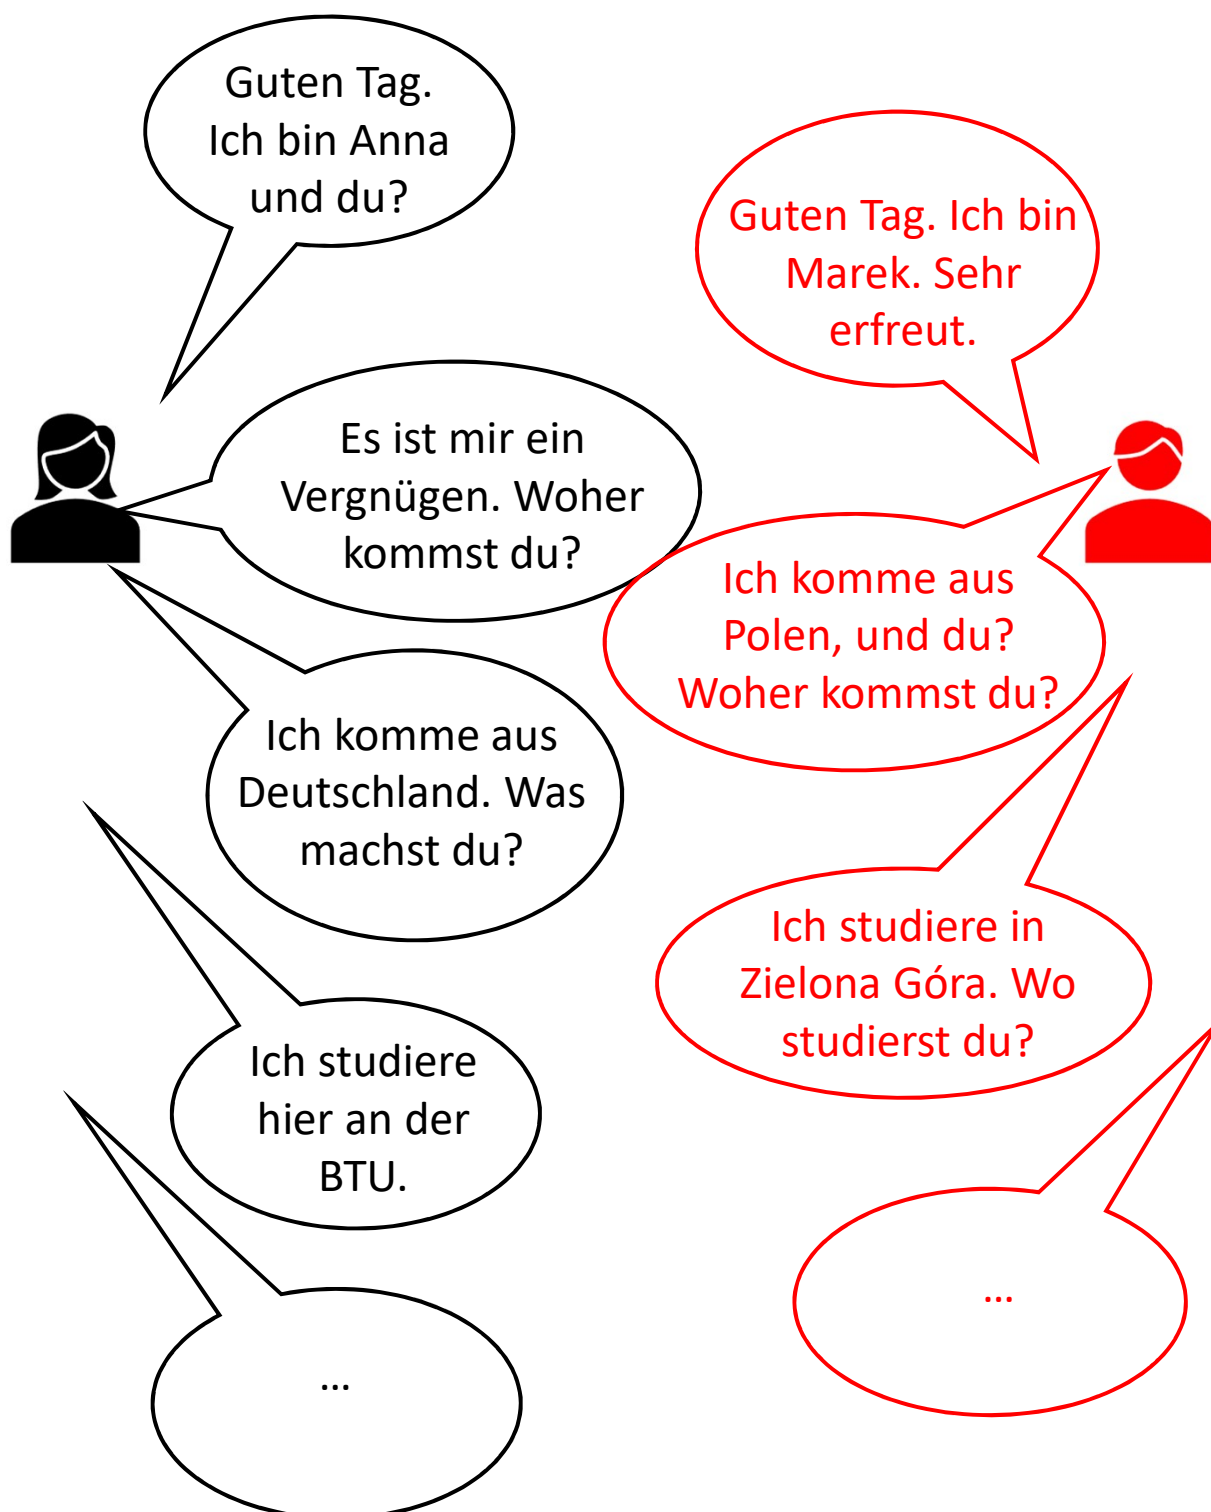 Guten Tag.
Ich bin Anna
und du?
Guten Tag. Ich bin
Marek. Sehr
erfreut.
Es ist mir ein
Vergnügen. Woher
kommst du?
Ich komme aus
Polen, und du?
Woher kommst du?
Ich komme aus
Deutschland. Was
machst du?
Ich studiere in
Zielona Góra. Wo
studierst du?
Ich studiere
hier an der
BTU.
...
...